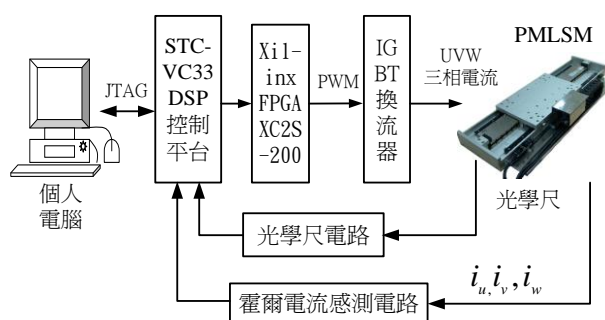 STC-
VC33
DSP
控制
平台
JTAG
個人
電腦
Xil-
inx
FPGA
XC2S
-200
PWM
IG
BT
換
流
器
UVW
三相電流
PMLSM
光學尺
光學尺電路
i_u, i_v, i_w
霍爾電流感測電路